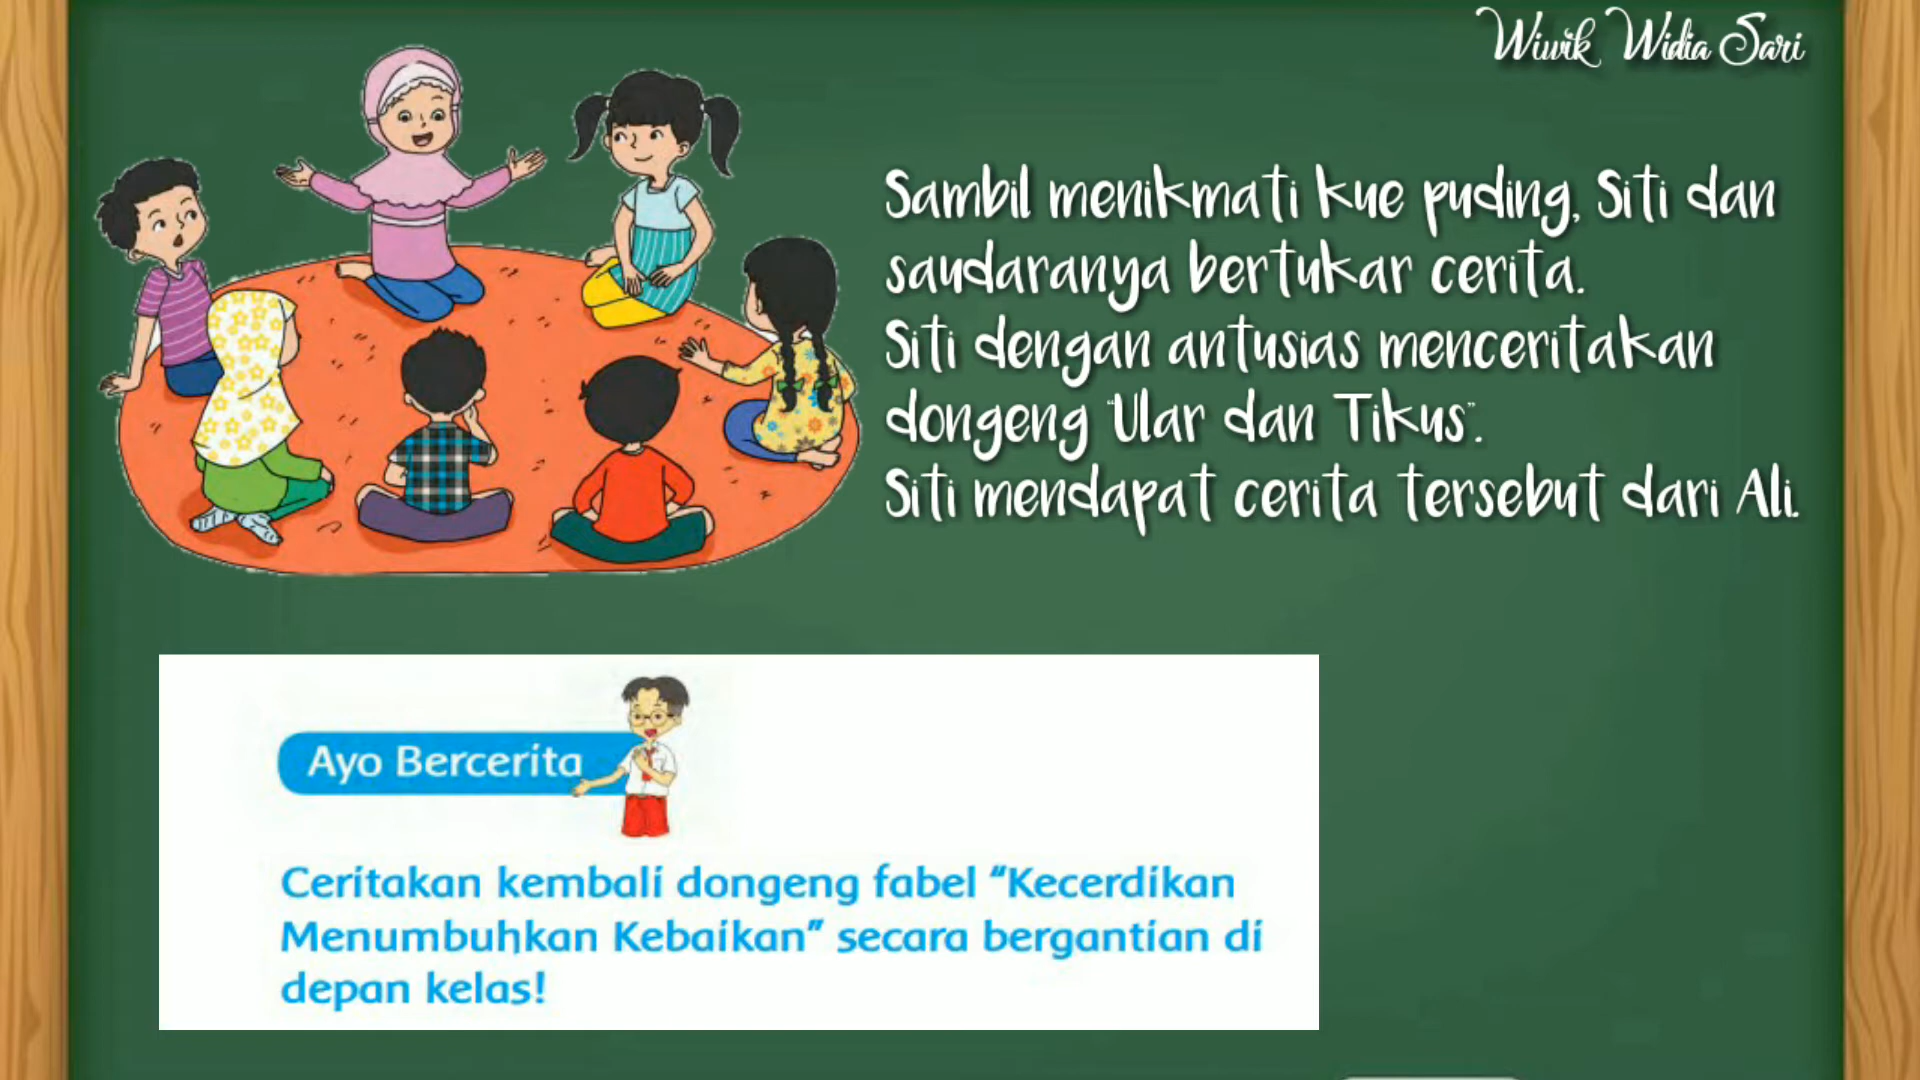 Wiwik Widia Sari
Sambil menikmati kue puding, Siti dan
saudaranya bertukar cerita.
Siti dengan antusias menceritakan
dongeng "Ular dan Tikus".
Siti mendapat cerita tersebut dari Ali.
Ayo Bercerita
Ceritakan kembali dongeng fabel “Kecerdikan
Menumbuhkan Kebaikan” secara bergantian di
depan kelas!